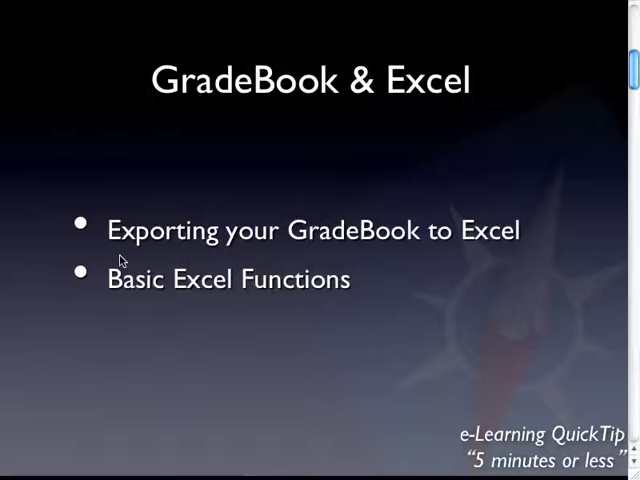 GradeBook & Excel
• Exporting your GradeBook to Excel
• Basic Excel Functions
e-Learning QuickTip
“5 minutes or less”